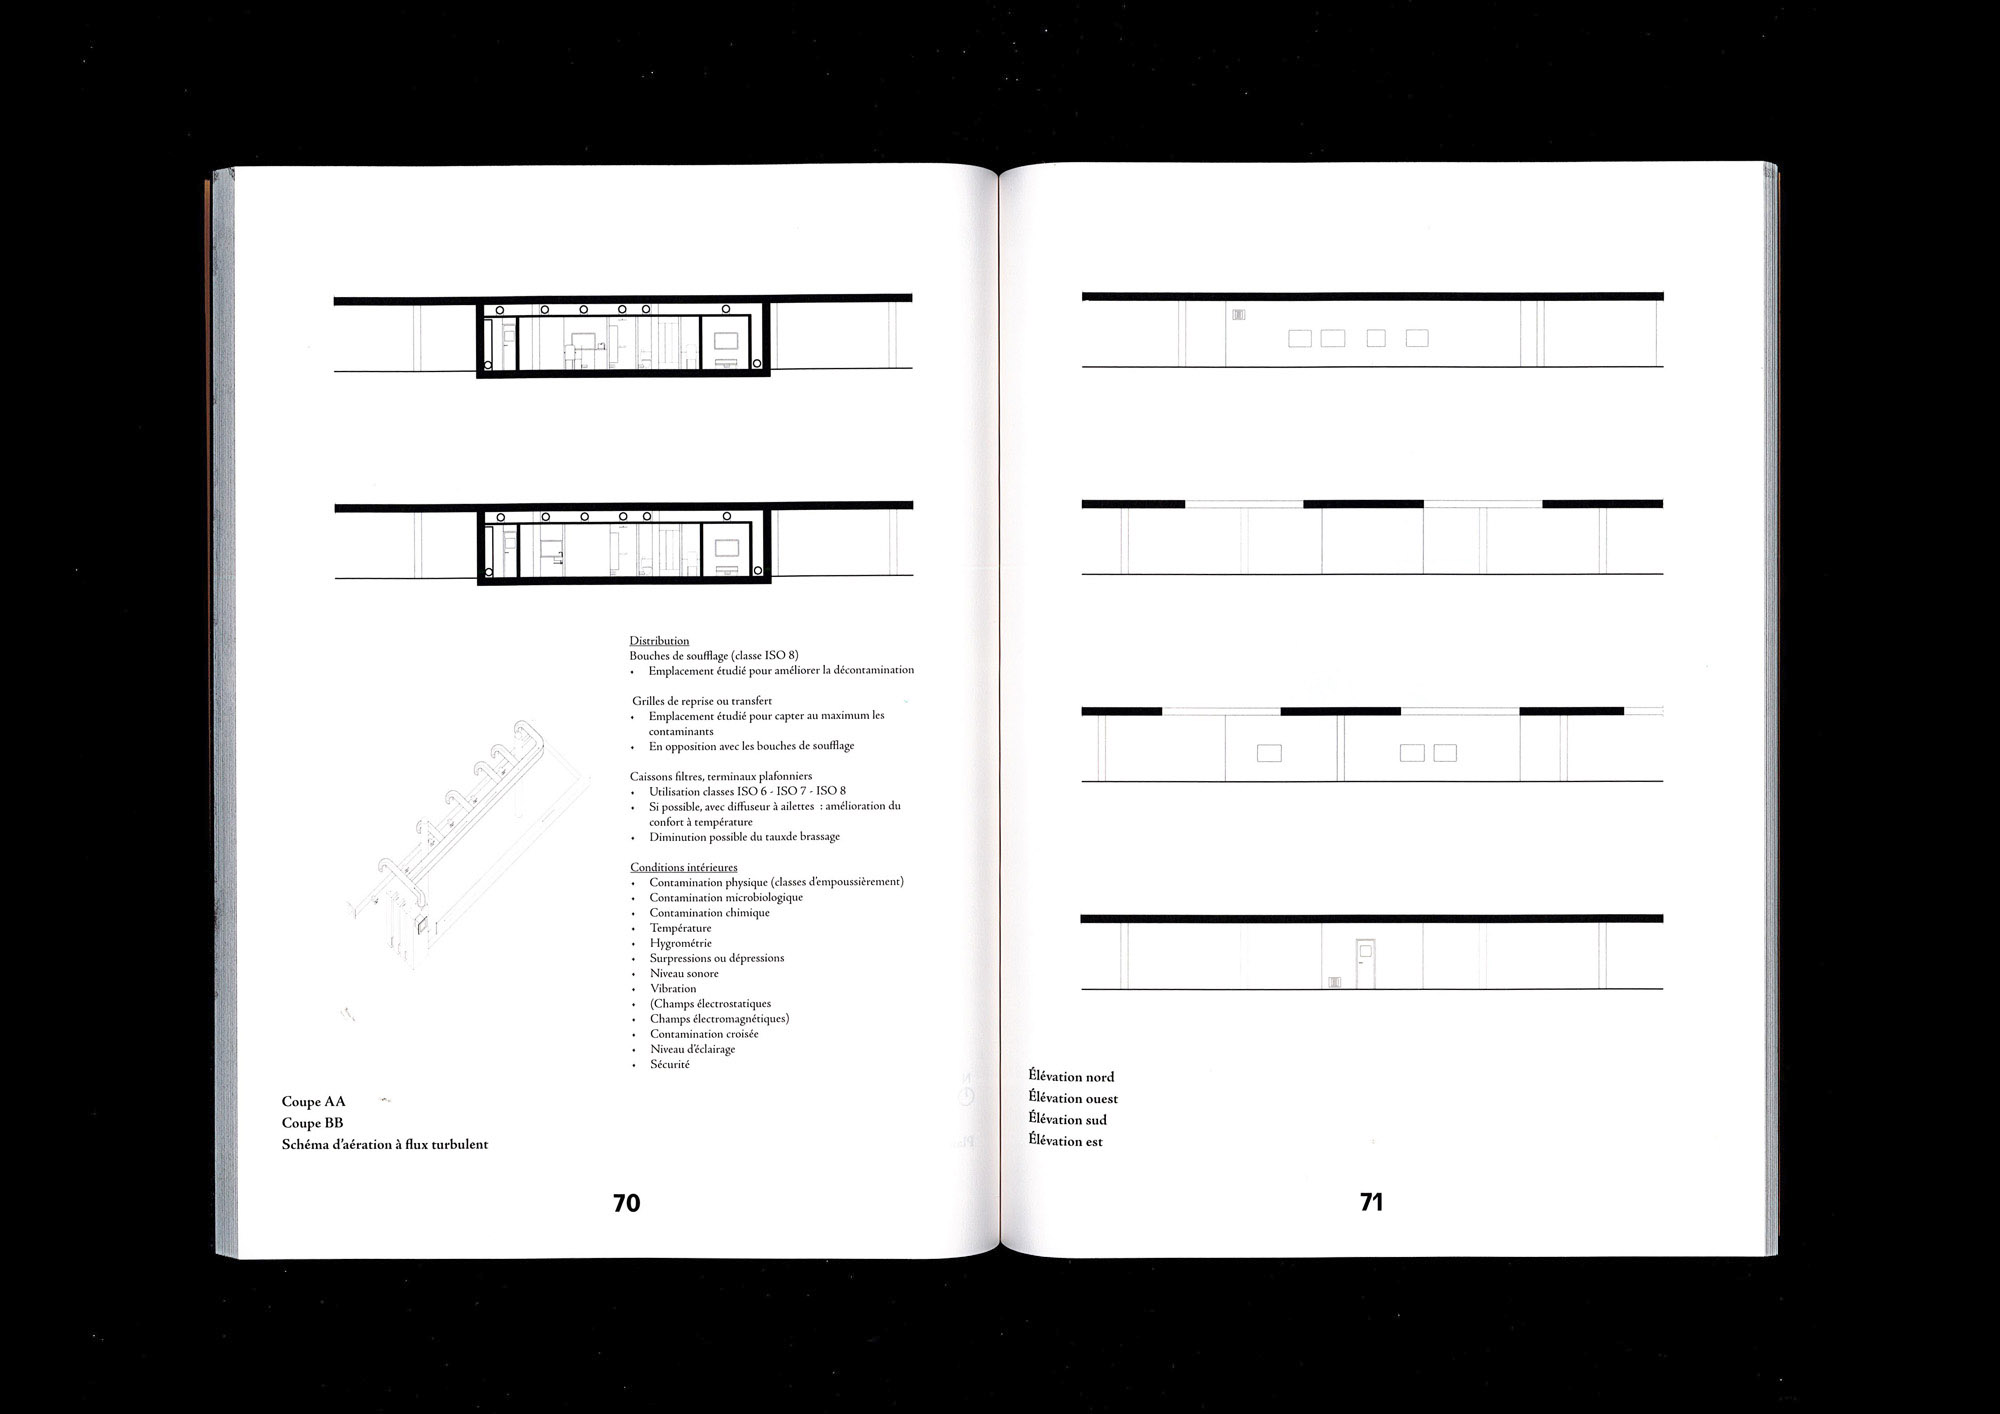 Distribution
Bouches de soufflage (classe ISO 8)
• Emplacement étudié pour améliorer la décontamination
Grilles de reprise ou transfert
• Emplacement étudié pour capter au maximum les
contaminants
• En opposition avec les bouches de soufflage
Caissons filtres, terminaux plafonniers
• Utilisation classes ISO 6 - ISO 7 - ISO 8
• Si possible, avec diffuseur à ailettes : amélioration du
confort à température
• Diminution possible du tauxde brassage
Conditions intérieures
• Contamination physique (classes d'empoussièrement)
• Contamination microbiologique
• Contamination chimique
• Température
• Hygrométrie
• Surpressions ou dépressions
• Niveau sonore
• Vibration
• (Champs électrostatiques
• Champs électromagnétiques)
• Contamination croisée
• Niveau d'éclairage
• Sécurité
Coupe AA
Coupe BB
Schéma d'aération à flux turbulent
70
Élévation nord
Élévation ouest
Élévation sud
Élévation est
71